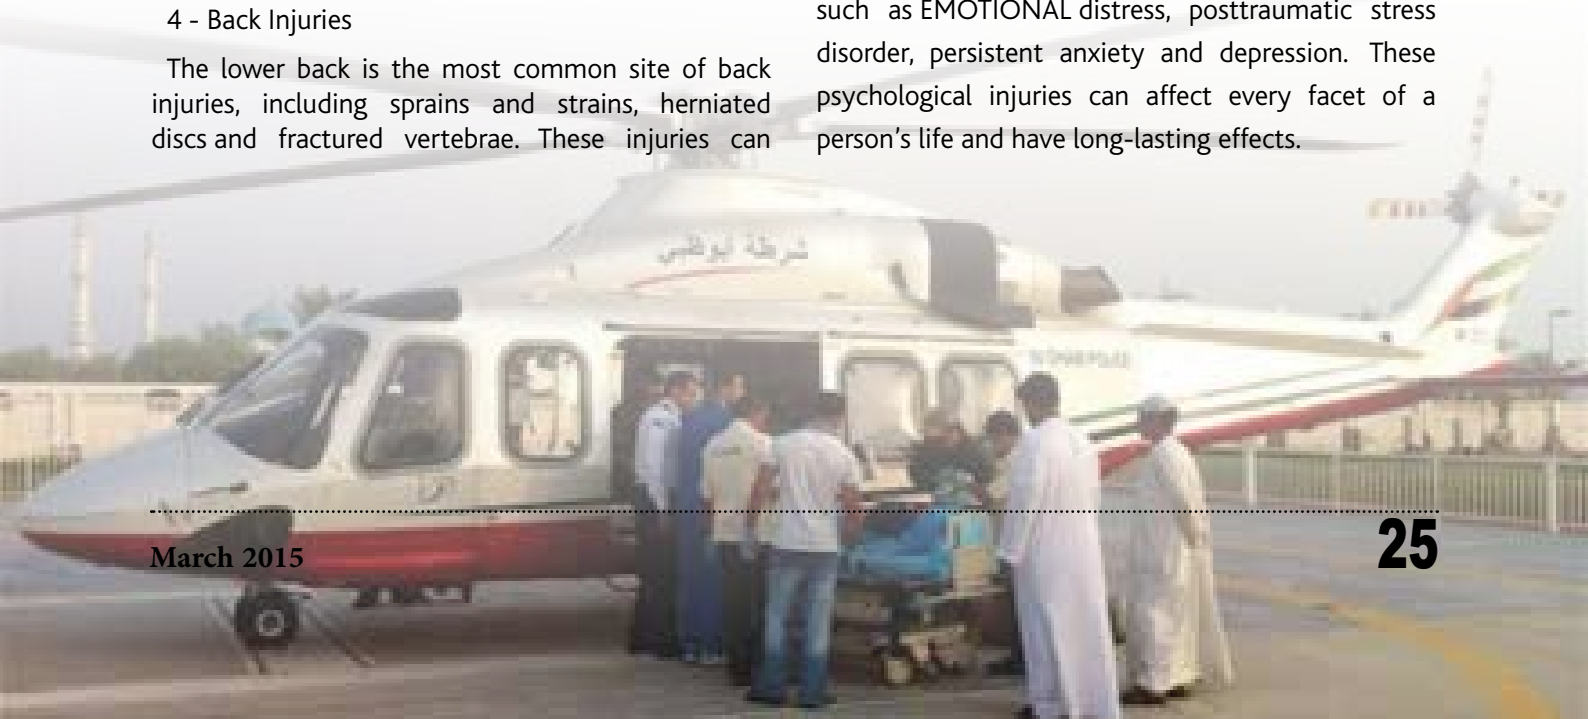 4 - Back Injuries
The lower back is the most common site of back
injuries, including sprains and strains, herniated
discs and fractured vertebrae. These injuries can
such as EMOTIONAL distress, posttraumatic stress
disorder, persistent anxiety and depression. These
psychological injuries can affect every facet of a
person's life and have long-lasting effects.
شرطة أبوظبي
March 2015
25